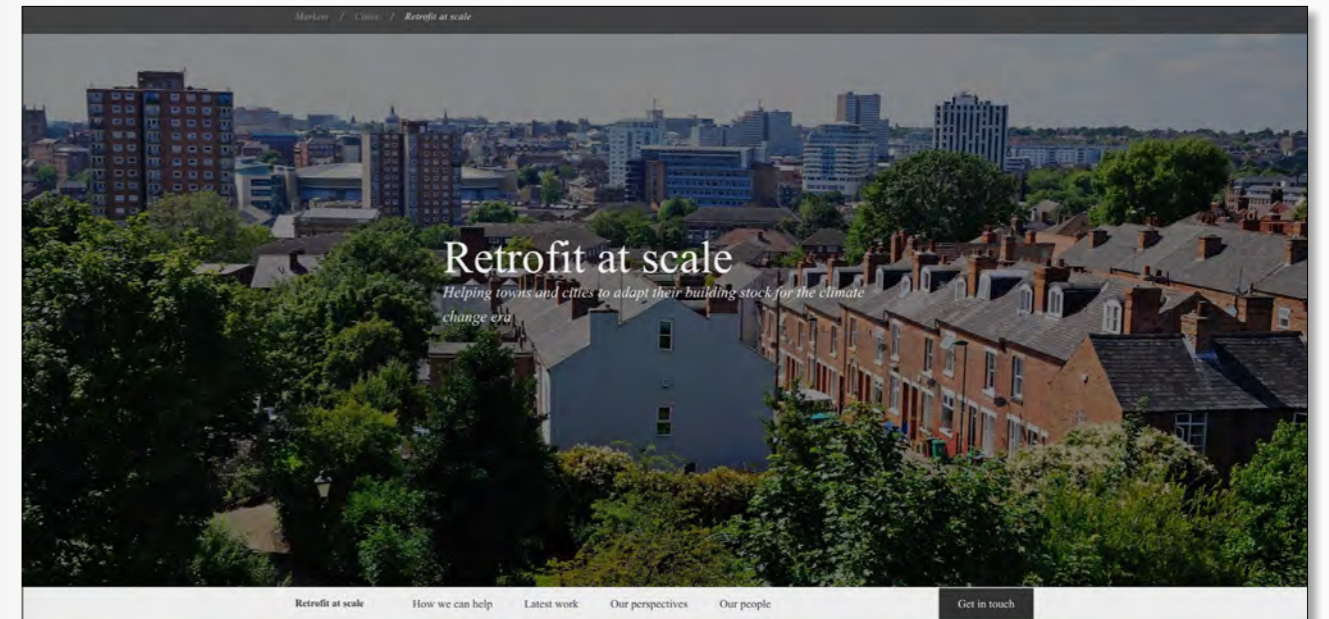 Markets / Cities / Retrofit at scale
Retrofit at scale
Helping towns and cities to adapt their building stock for the climate
change era
Retrofit at scale How we can help Latest work Our perspectives Our people Get in touch